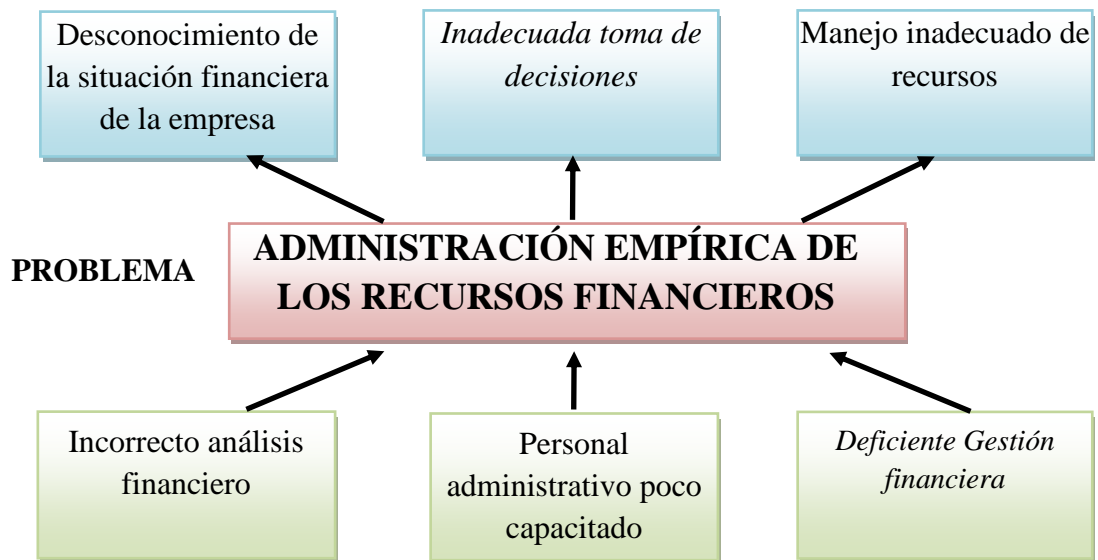 Desconocimiento de
la situación financiera
de la empresa
Inadecuada toma de
decisiones
Manejo inadecuado de
recursos
PROBLEMA
ADMINISTRACIÓN EMPÍRICA DE
LOS RECURSOS FINANCIEROS
Incorrecto análisis
financiero
Personal
administrativo poco
capacitado
Deficiente Gestión
financiera